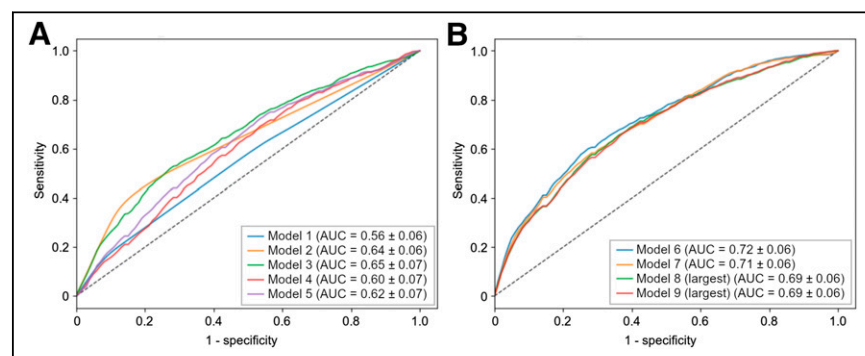 A
1.0
0.8
0.6
0.4
0.2
0
Sensitivity
Model 1 (AUC = 0.56 ± 0.06)
Model 2 (AUC = 0.64 ± 0.06)
Model 3 (AUC = 0.65 ± 0.07)
Model 4 (AUC = 0.60 ± 0.07)
Model 5 (AUC = 0.62 ± 0.07)
0 0.2 0.4 0.6 0.8 1.0
1 - specificity
B
1.0
0.8
0.6
0.4
0.2
0
Sensitivity
Model 6 (AUC = 0.72 ± 0.06)
Model 7 (AUC = 0.71 ± 0.06)
Model 8 (largest) (AUC = 0.69 ± 0.06)
Model 9 (largest) (AUC = 0.69 ± 0.06)
0 0.2 0.4 0.6 0.8 1.0
1 - specificity